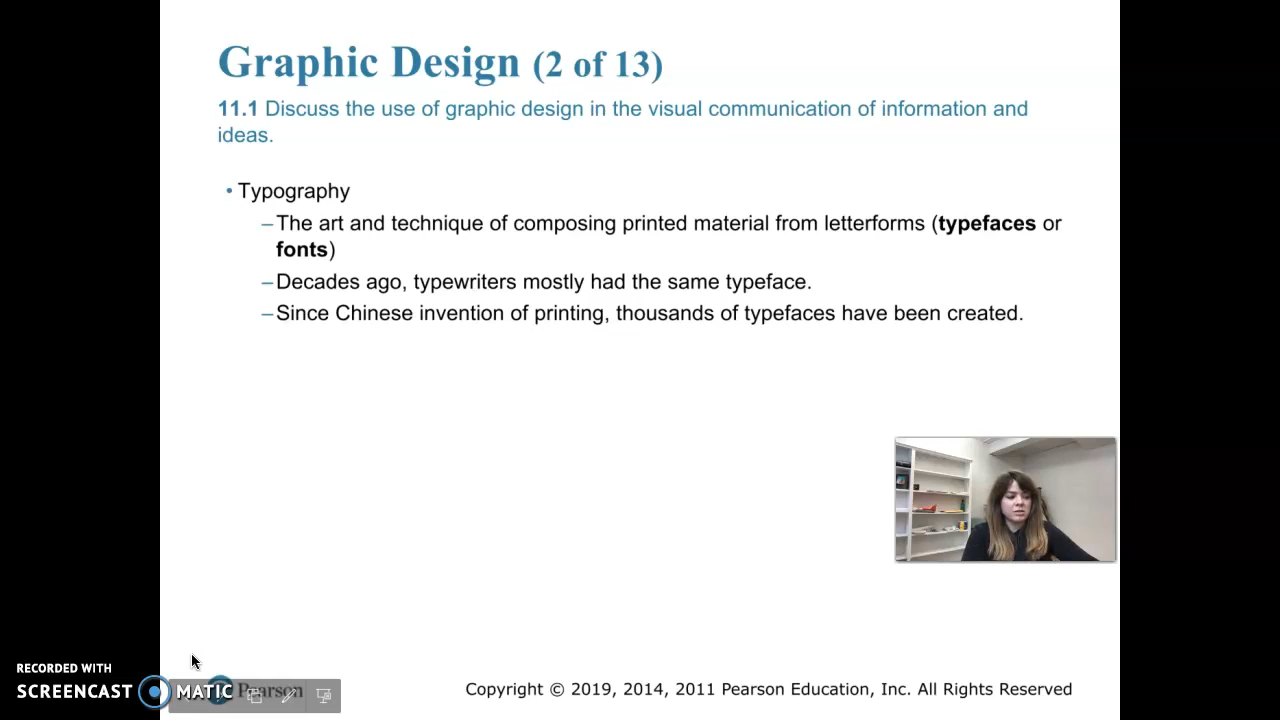 Graphic Design (2 of 13)
11.1 Discuss the use of graphic design in the visual communication of information and
ideas.
• Typography
–The art and technique of composing printed material from letterforms (typefaces or
fonts)
–Decades ago, typewriters mostly had the same typeface.
–Since Chinese invention of printing, thousands of typefaces have been created.
RECORDED WITH
SCREENCAST MATIC
Pearson
Copyright © 2019, 2014, 2011 Pearson Education, Inc. All Rights Reserved